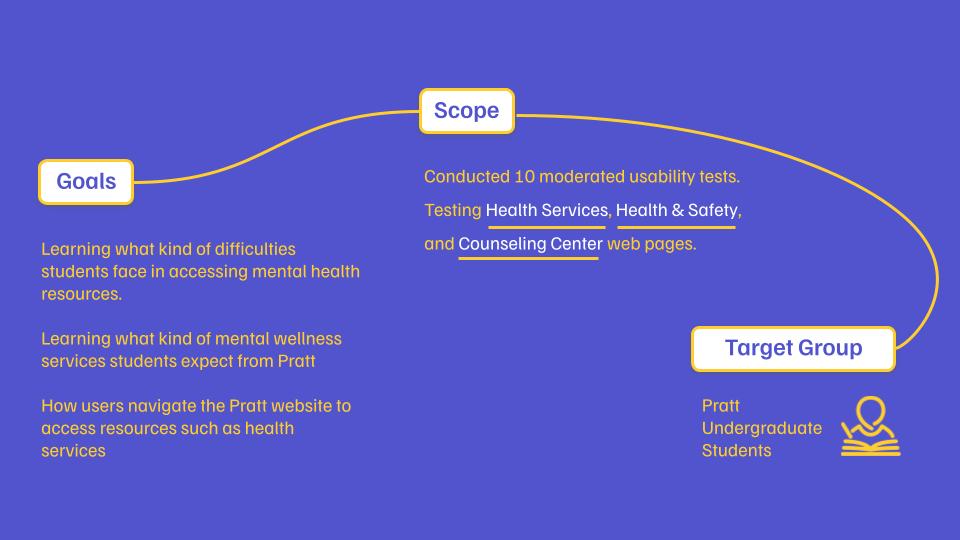 Scope
Goals
Conducted 10 moderated usability tests.
Testing Health Services, Health & Safety,
and Counseling Center web pages.
Learning what kind of difficulties
students face in accessing mental health
resources.
Learning what kind of mental wellness
services students expect from Pratt
How users navigate the Pratt website to
access resources such as health
services
Target Group
Pratt
Undergraduate
Students